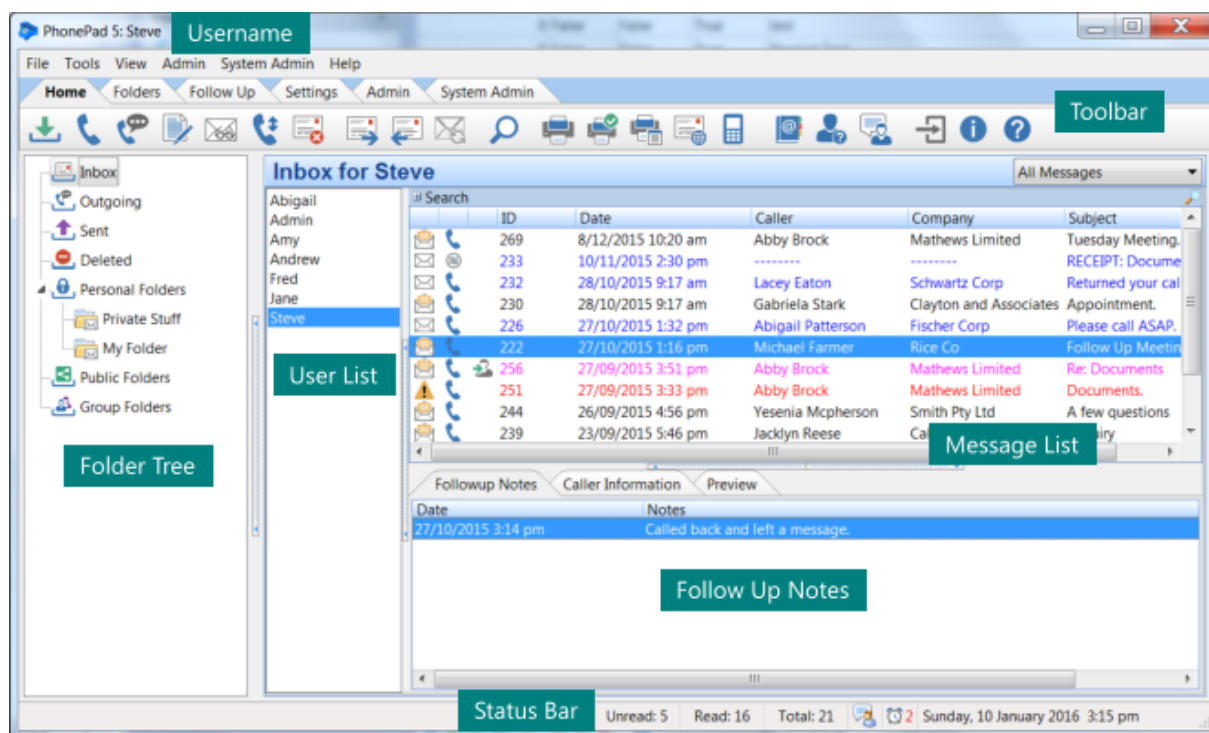 PhonePad 5: Steve
Username
File Tools View Admin System Admin Help
Home Folders Follow Up Settings Admin System Admin
Toolbar
Inbox
Outgoing
Sent
Deleted
Personal Folders
Private Stuff
My Folder
Public Folders
Group Folders
Folder Tree
Inbox for Steve
All Messages
Abigail
Admin
Amy
Andrew
Fred
Jane
Steve
User List
Search
ID Date Caller Company Subject
269 8/12/2015 10:20 am Abby Brock Mathews Limited Tuesday Meeting.
233 10/11/2015 2:30 pm -------- -------- RECEIPT: Docume
232 28/10/2015 9:17 am Lacey Eaton Schwartz Corp Returned your cal
230 28/10/2015 9:17 am Gabriela Stark Clayton and Associates Appointment.
226 27/10/2015 1:32 pm Abigail Patterson Fischer Corp Please call ASAP.
222 27/10/2015 1:16 pm Michael Farmer Rice Co Follow Up Meetin
256 27/09/2015 3:51 pm Abby Brock Mathews Limited Re: Documents
251 27/09/2015 3:33 pm Abby Brock Mathews Limited Documents.
244 26/09/2015 4:56 pm Yesenia Mcpherson Smith Pty Ltd A few questions
239 23/09/2015 5:46 pm Jacklyn Reese
Message List
Followup Notes Caller Information Preview
Date Notes
27/10/2015 3:14 pm Called back and left a message.
Follow Up Notes
Status Bar
Unread: 5 Read: 16 Total: 21 2 Sunday, 10 January 2016 3:15 pm